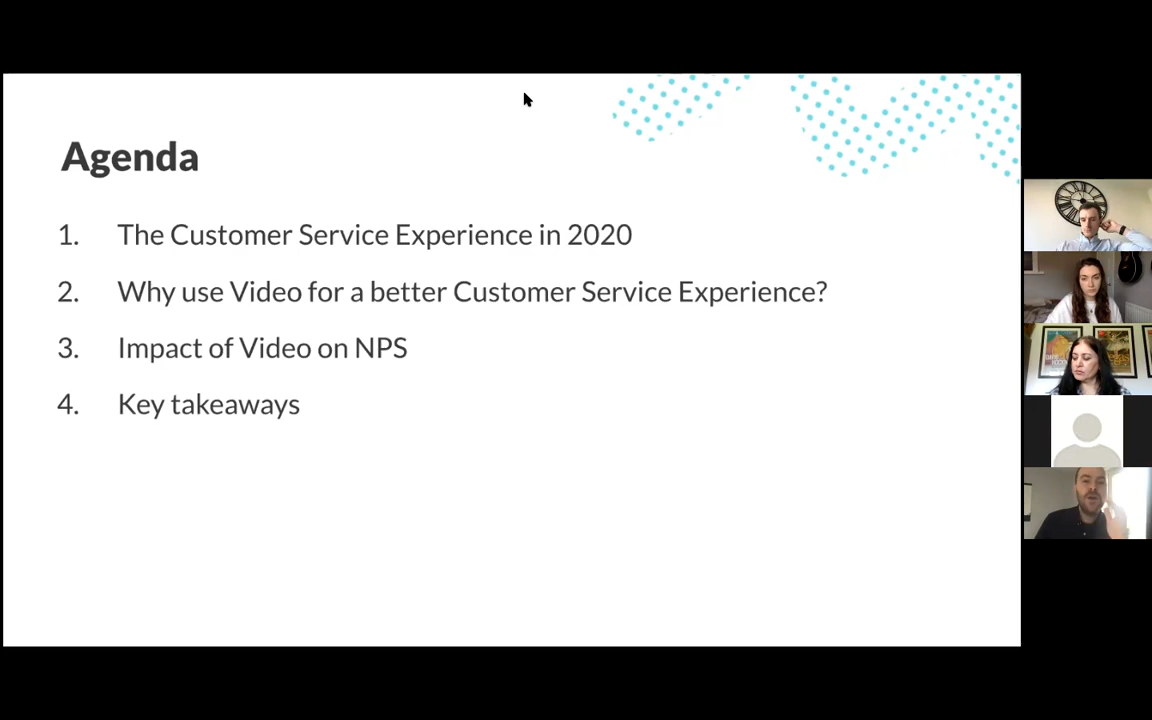 Agenda
1. The Customer Service Experience in 2020
2. Why use Video for a better Customer Service Experience?
3. Impact of Video on NPS
4. Key takeaways